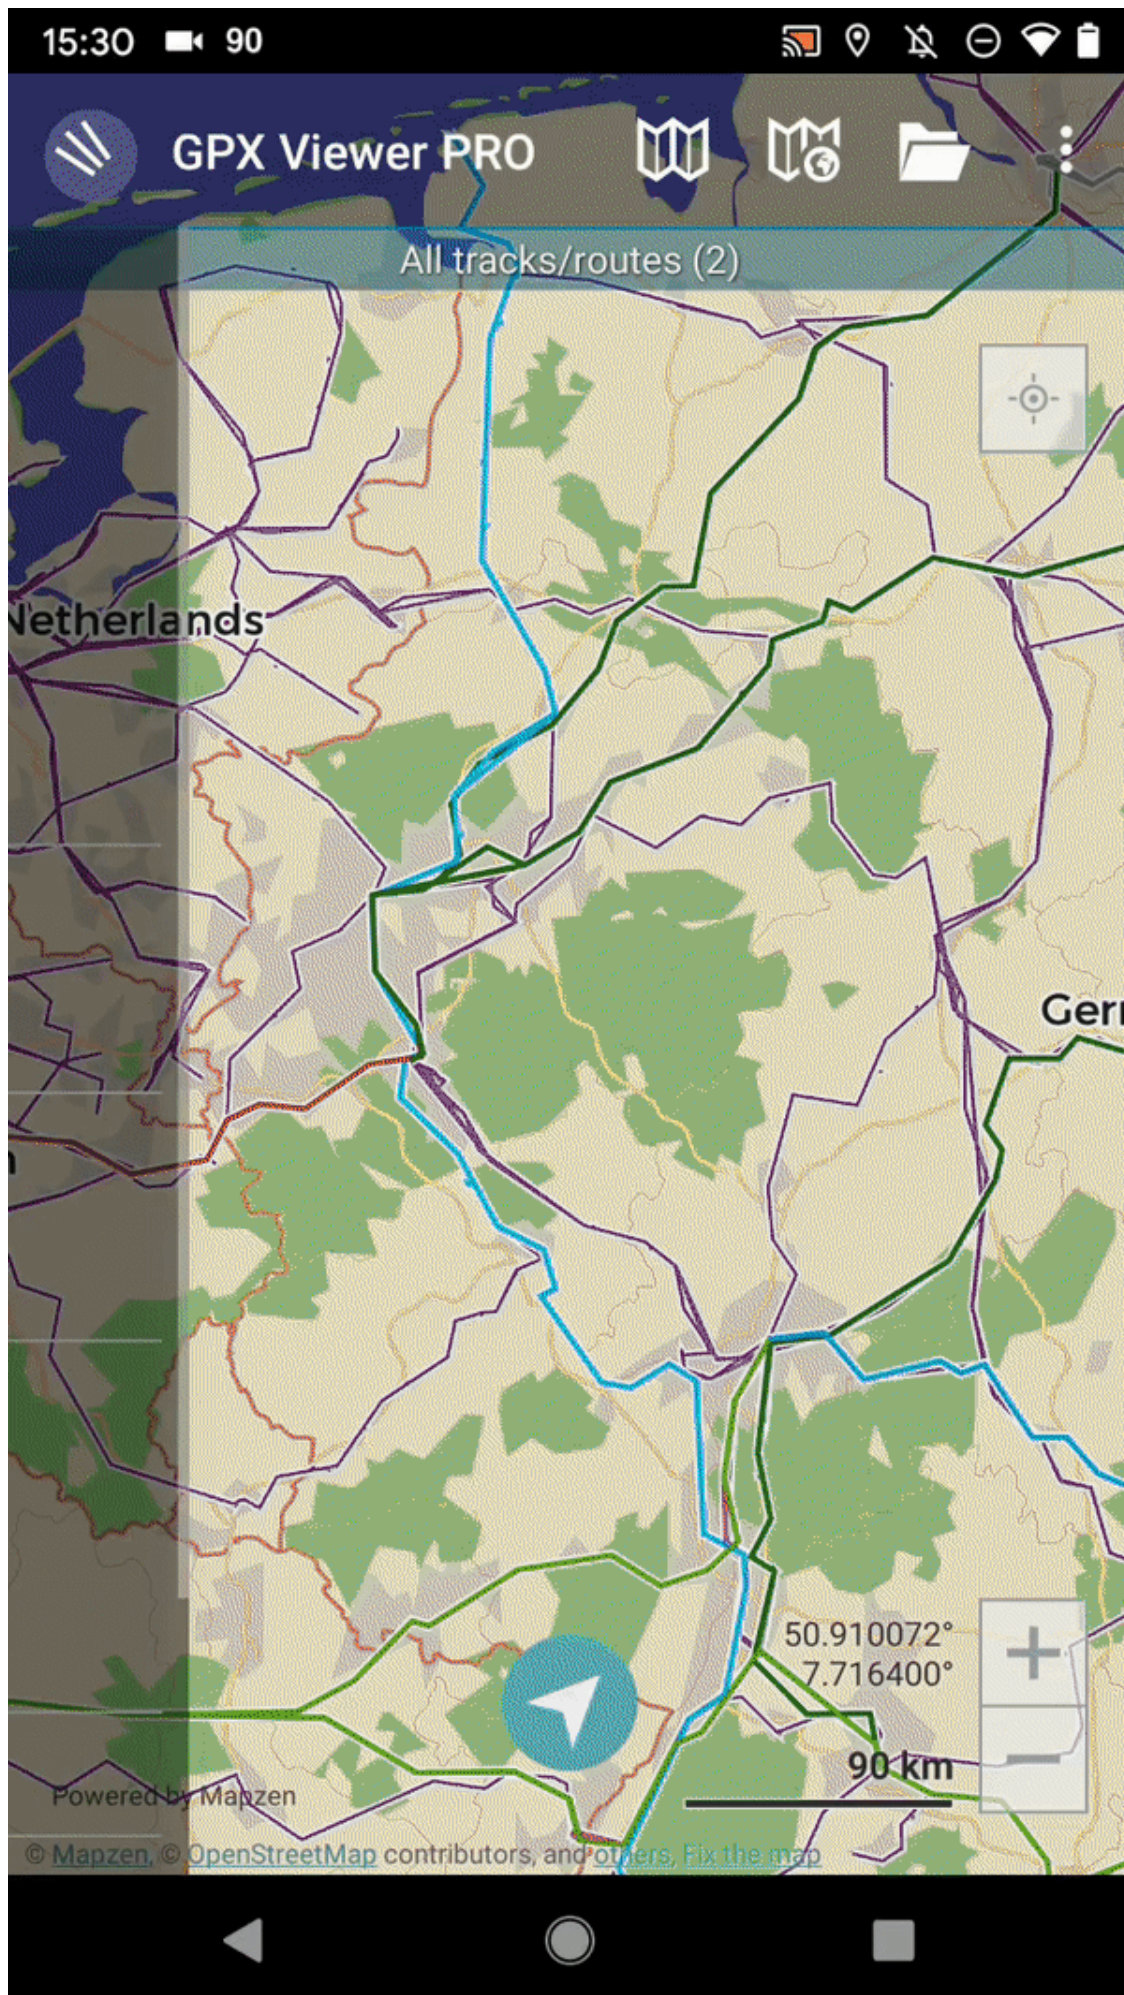 15:30 90
GPX Viewer PRO
All tracks/routes (2)
Netherlands
Ger
50.910072°
7.716400°
90 km
Powered by Mapzen
© Mapzen, © OpenStreetMap contributors, and others, Fix the map